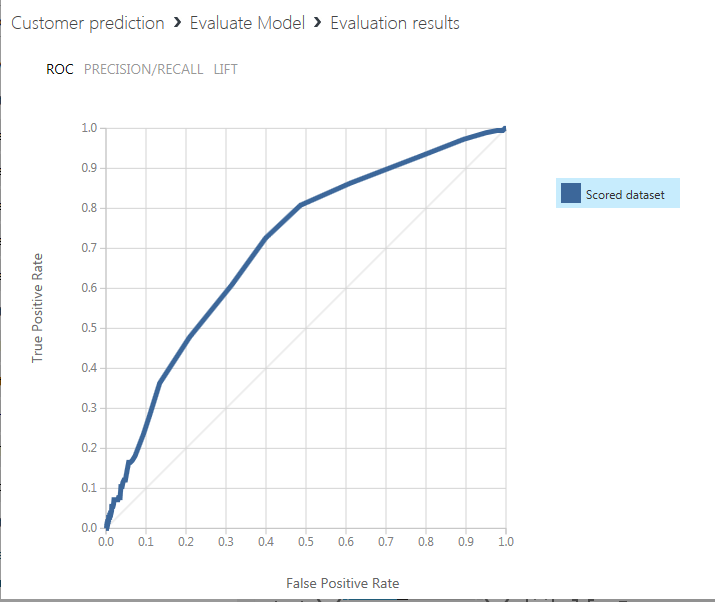 Customer prediction › Evaluate Model › Evaluation results
ROC PRECISION/RECALL LIFT
1.0
0.9
0.8
0.7
0.6
0.5
0.4
0.3
0.2
0.1
0.0
True Positive Rate
0.0 0.1 0.2 0.3 0.4 0.5 0.6 0.7 0.8 0.9 1.0
False Positive Rate
Scored dataset